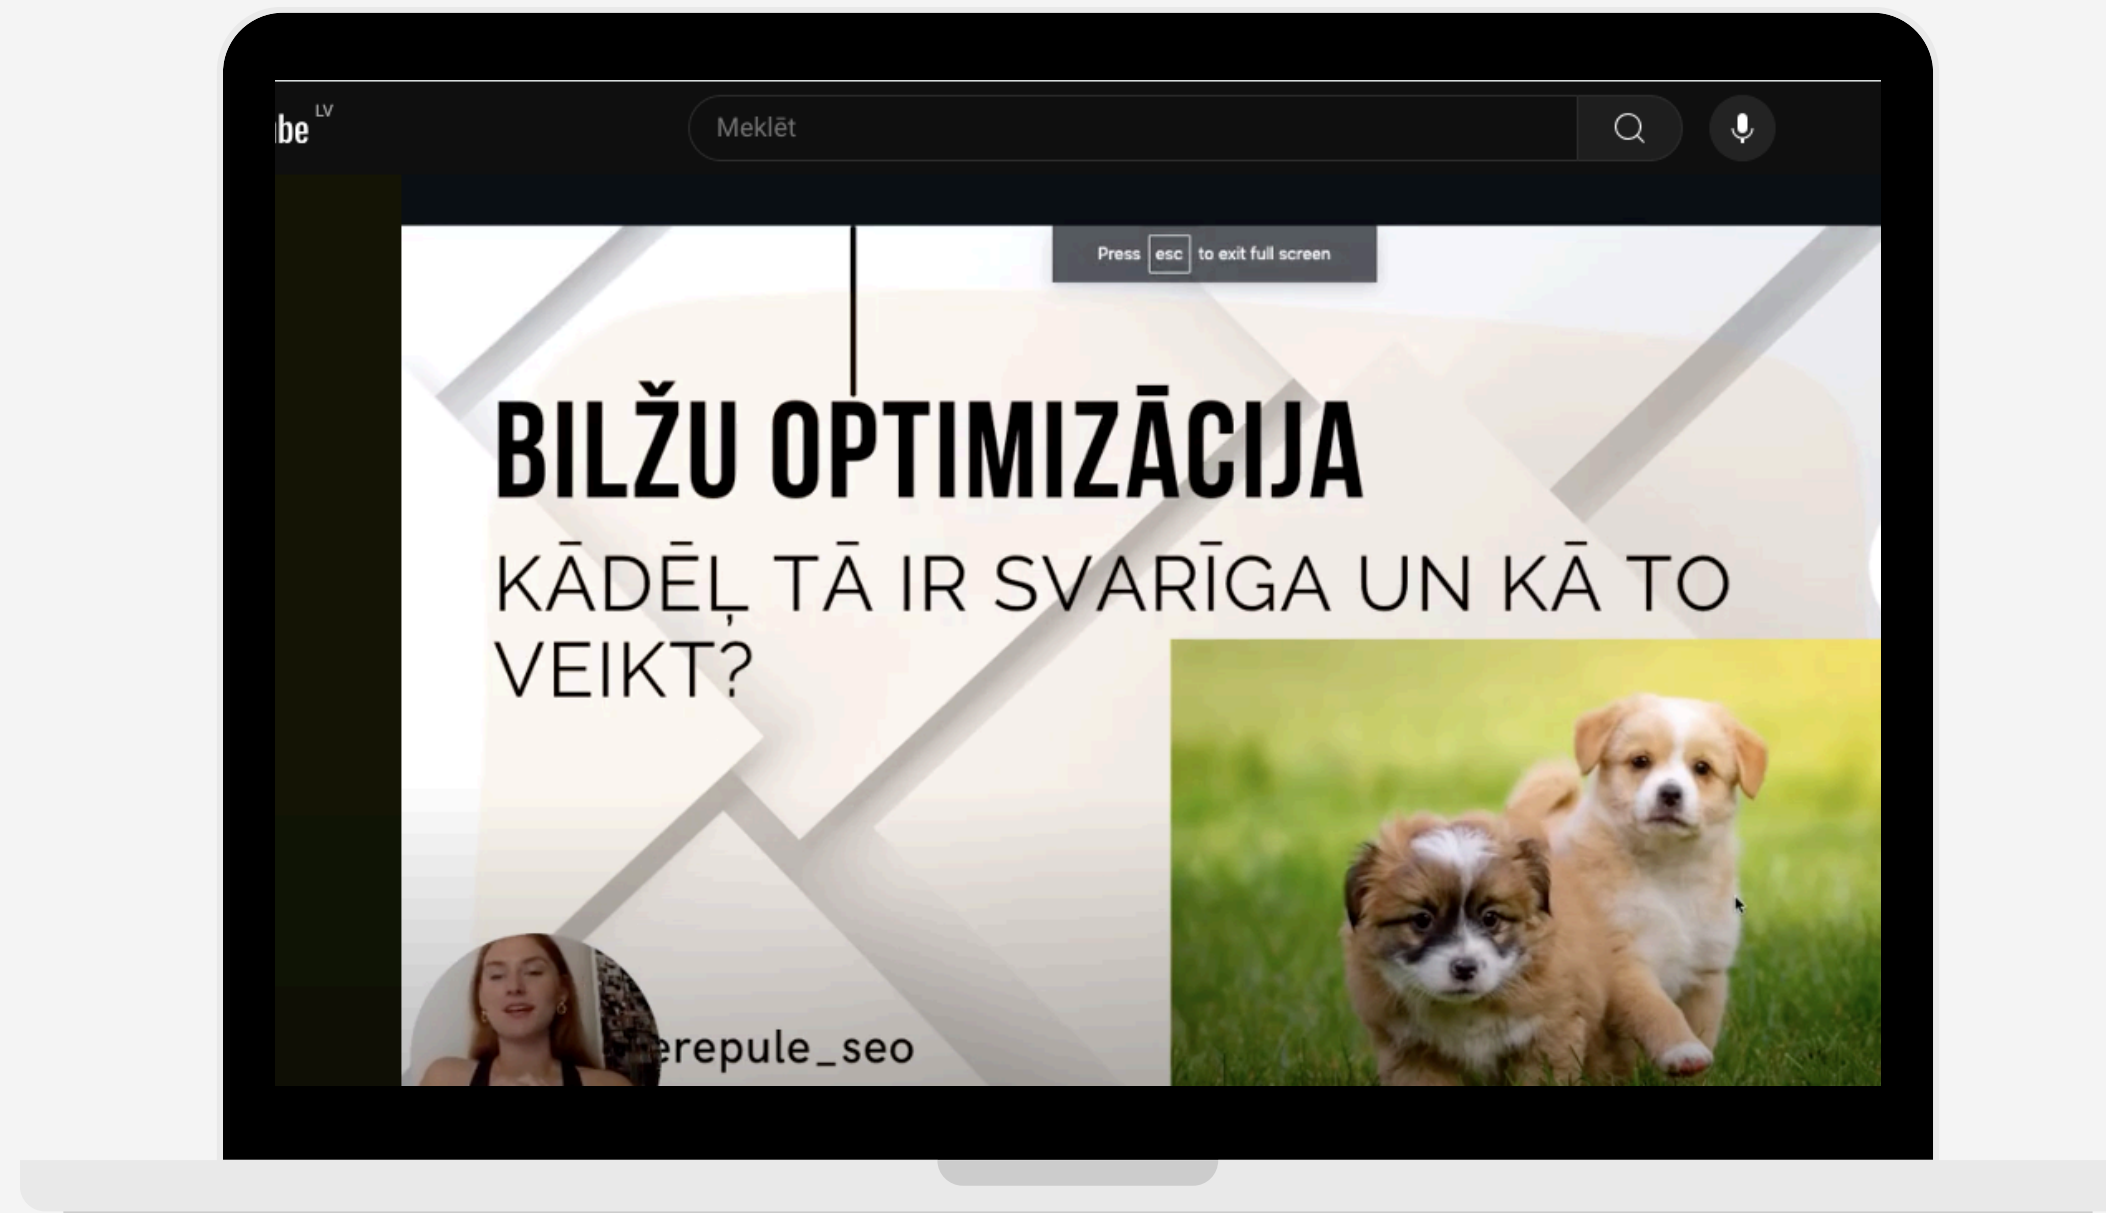 LV
Meklēt
Press esc to exit full screen
BILŽU OPTIMIZĀCIJA
KĀDĒĻ TĀ IR SVARĪGA UN KĀ TO
VEIKT?
erepule_seo